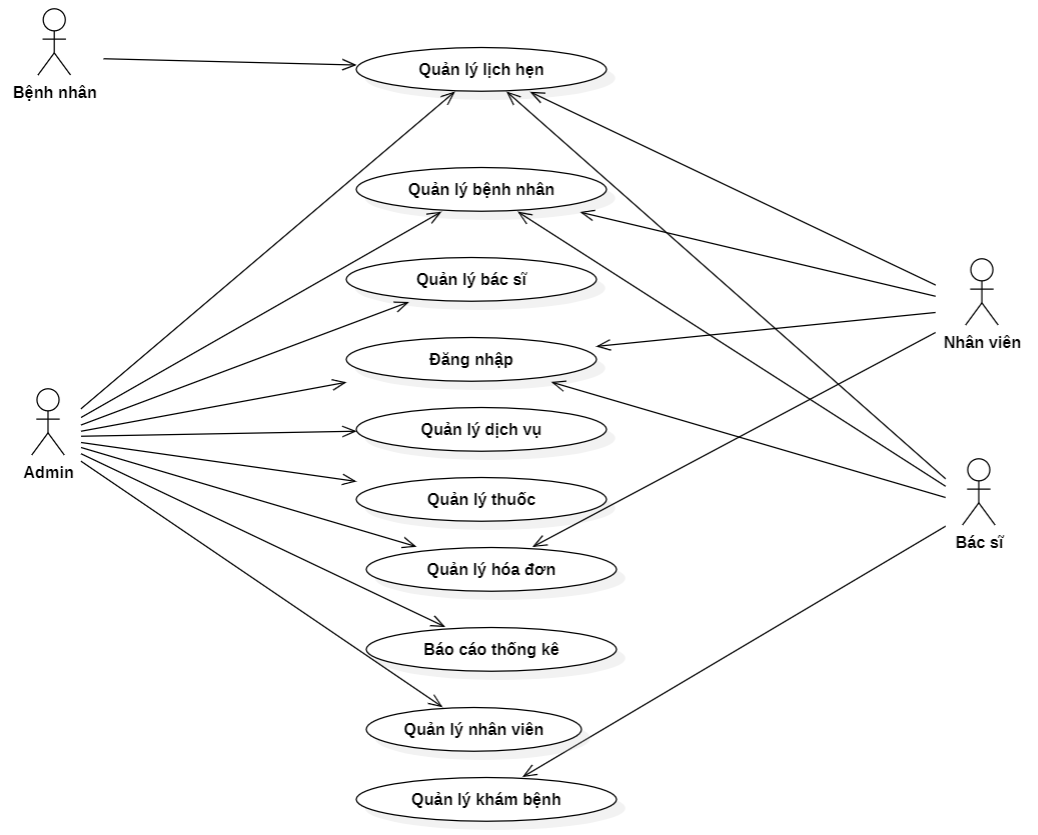 Bệnh nhân
Quản lý lịch hẹn
Quản lý bệnh nhân
Quản lý bác sĩ
Nhân viên
Đăng nhập
Quản lý dịch vụ
Admin
Quản lý thuốc
Bác sĩ
Quản lý hóa đơn
Báo cáo thống kê
Quản lý nhân viên
Quản lý khám bệnh